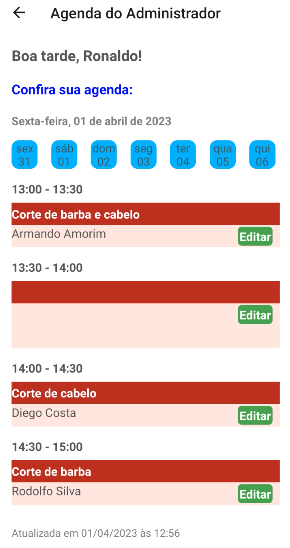 Agenda do Administrador
Boa tarde, Ronaldo!
Confira sua agenda:
Sexta-feira, 01 de abril de 2023
sex sáb dom seg ter qua qui
31 01 02 03 04 05 06
13:00 - 13:30
Corte de barba e cabelo
Armando Amorim Editar
13:30 - 14:00
Editar
14:00 - 14:30
Corte de cabelo
Diego Costa Editar
14:30 - 15:00
Corte de barba
Rodolfo Silva Editar
Atualizada em 01/04/2023 às 12:56